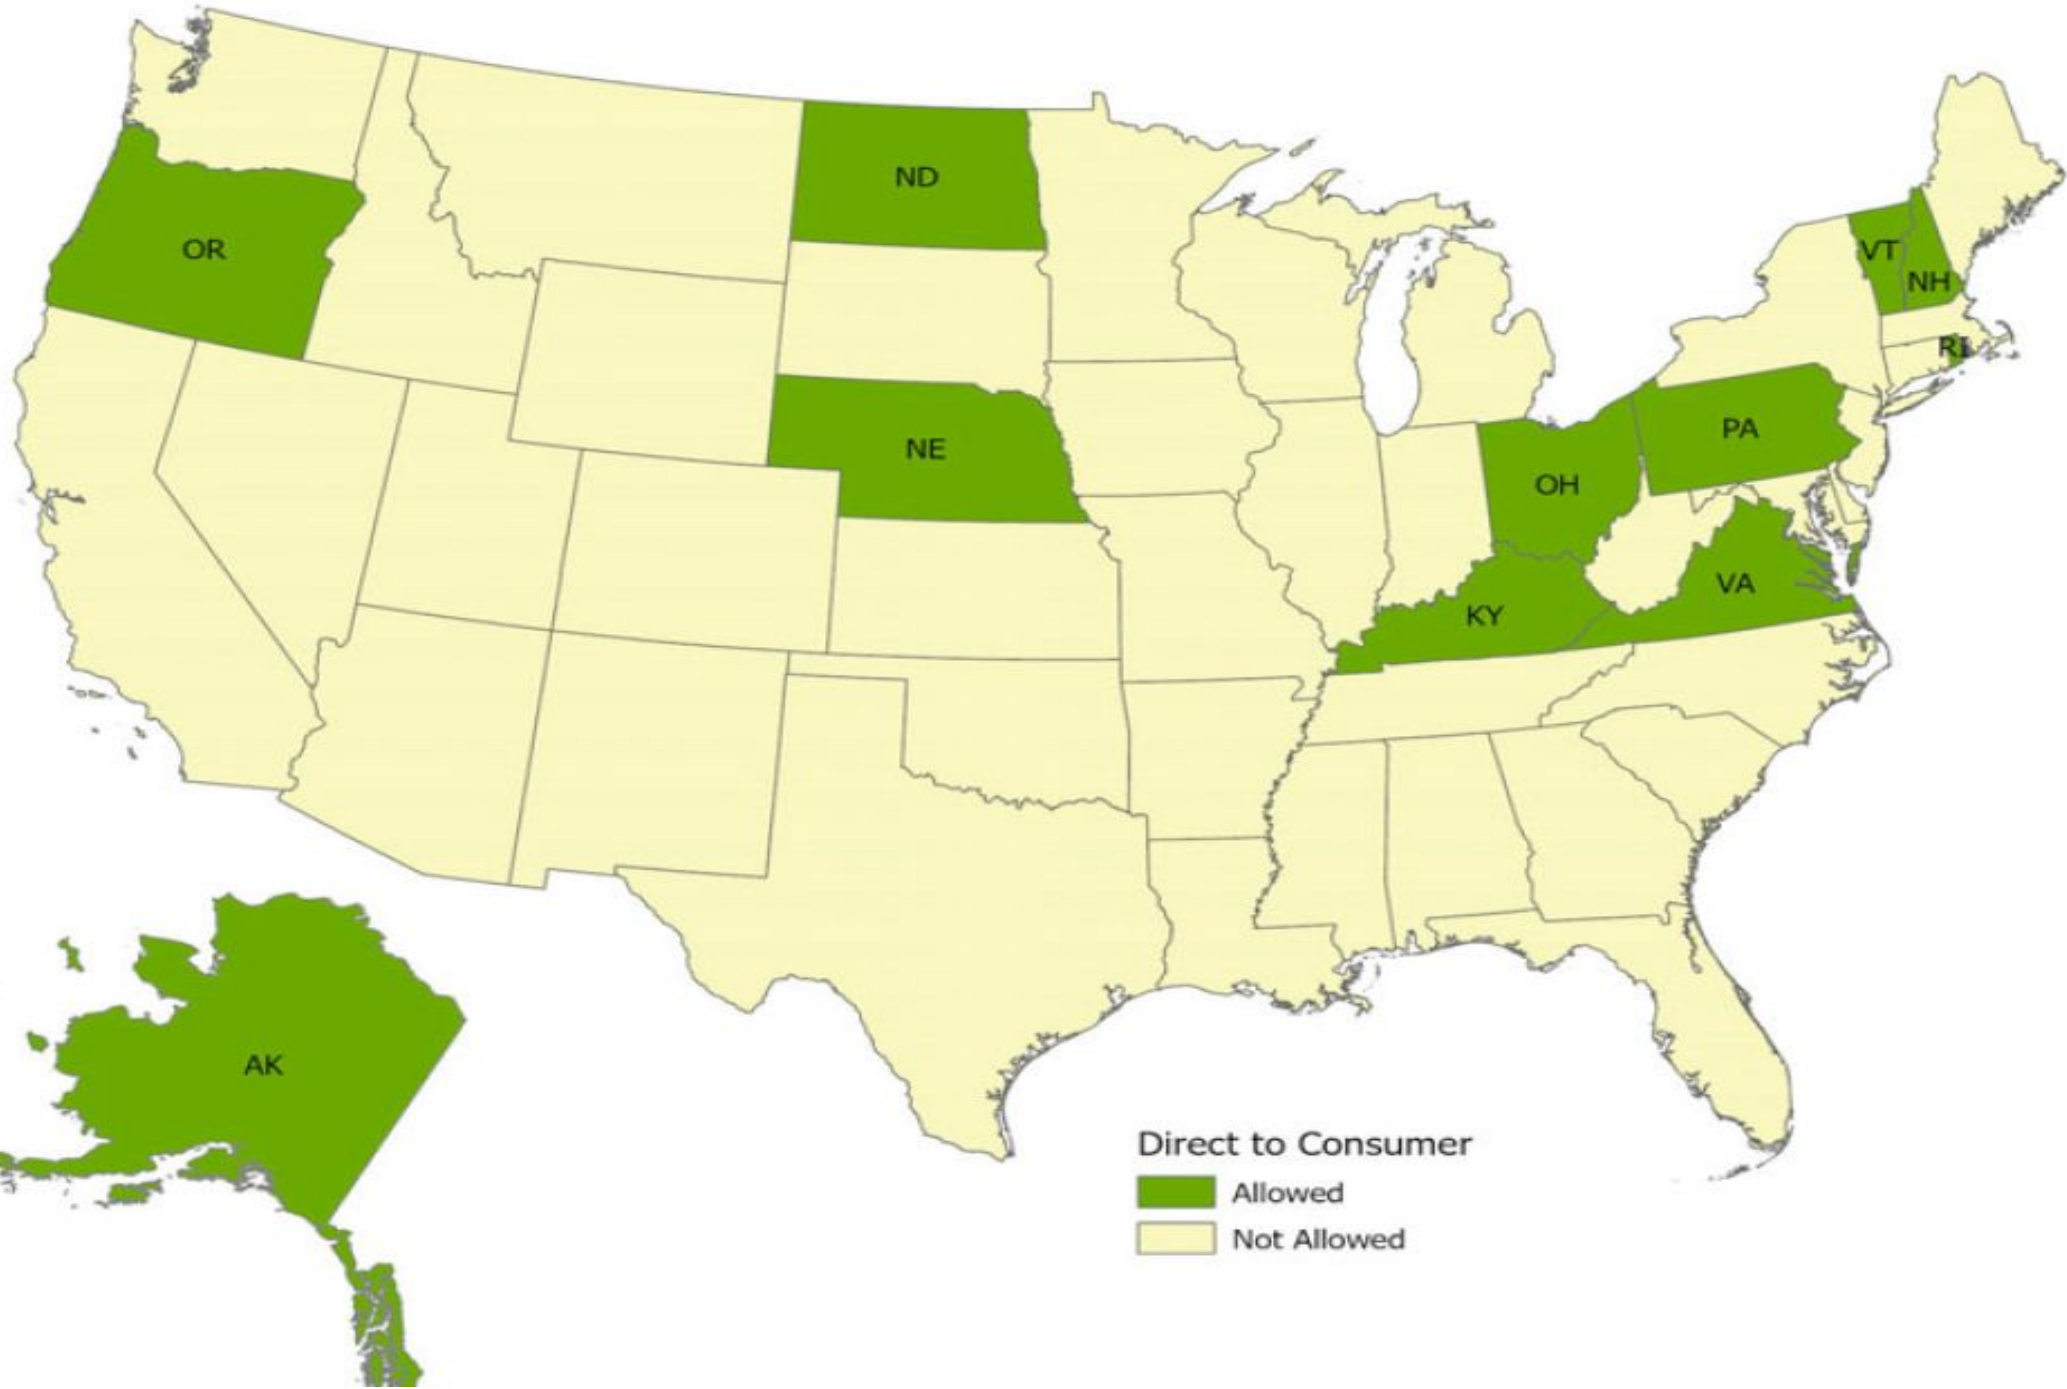 ND
OR
VT
NH
RI
NE
PA
OH
VA
KY
AK
Direct to Consumer
Allowed
Not Allowed